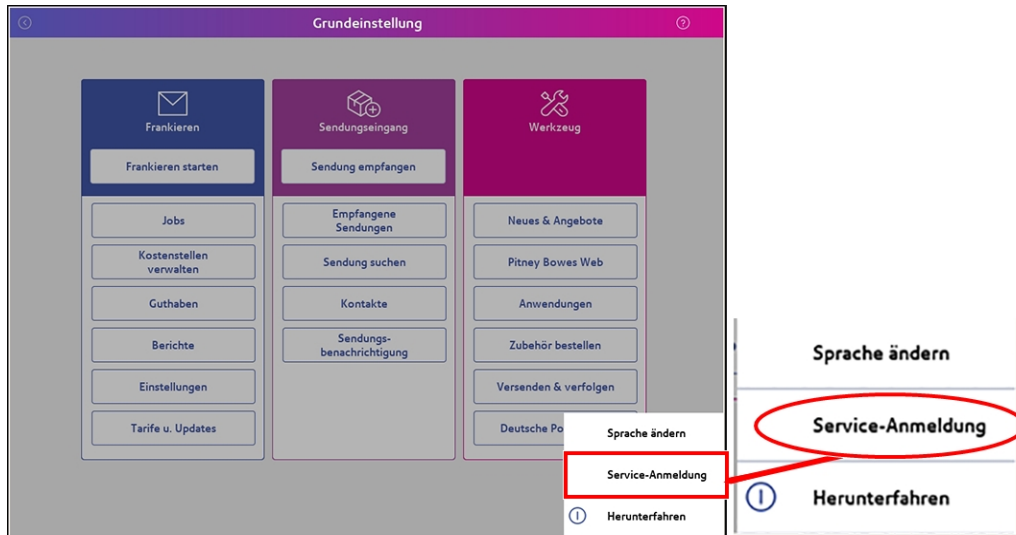 Grundeinstellung
Frankieren
Frankieren starten
Jobs
Kostenstellen
verwalten
Guthaben
Berichte
Einstellungen
Tarife u. Updates
Sendungseingang
Sendung empfangen
Empfangene
Sendungen
Sendung suchen
Kontakte
Sendungs-
benachrichtigung
Werkzeug
Neues & Angebote
Pitney Bowes Web
Anwendungen
Zubehör bestellen
Versenden & verfolgen
Deutsche Po
Sprache ändern
Service-Anmeldung
Herunterfahren
Sprache ändern
Service-Anmeldung
Herunterfahren